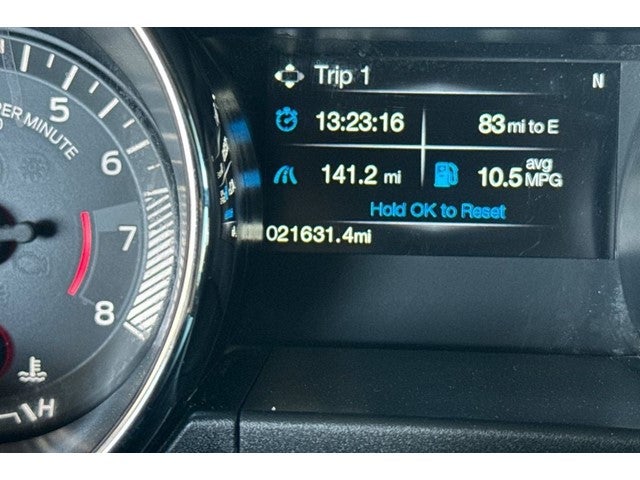 Trip 1
N
13:23:16
83 mi to E
141.2 mi
10.5 avg MPG
Hold OK to Reset
021631.4mi
PER MINUTE
5
6
7
8
H